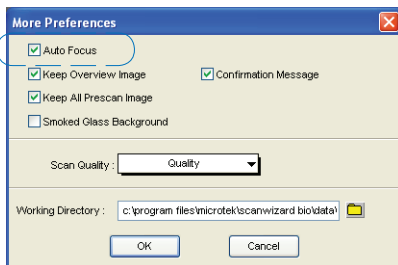 More Preferences
Auto Focus
Keep Overview Image Confirmation Message
Keep All Prescan Image
Smoked Glass Background
Scan Quality : Quality
Working Directory : c:\program files\microtek\scanwizard bio\data\
OK Cancel